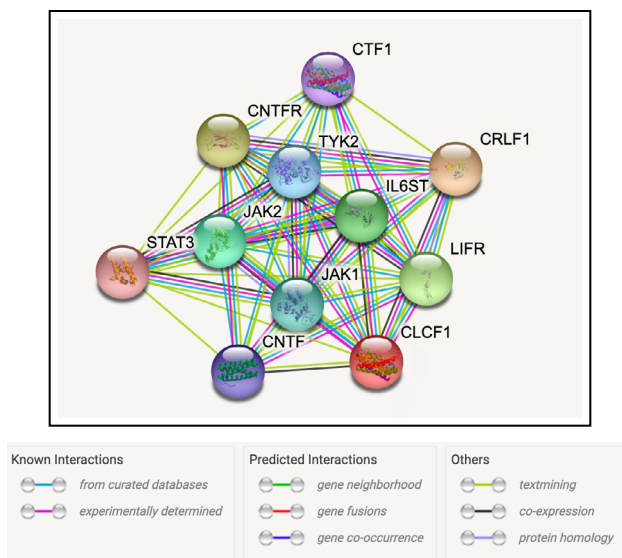 CTF1
CNTFR
TYK2
CRLF1
IL6ST
JAK2
STAT3
LIFR
JAK1
CNTF
CLCF1
Known Interactions
from curated databases
experimentally determined
Predicted Interactions
gene neighborhood
gene fusions
gene co-occurrence
Others
textmining
co-expression
protein homology